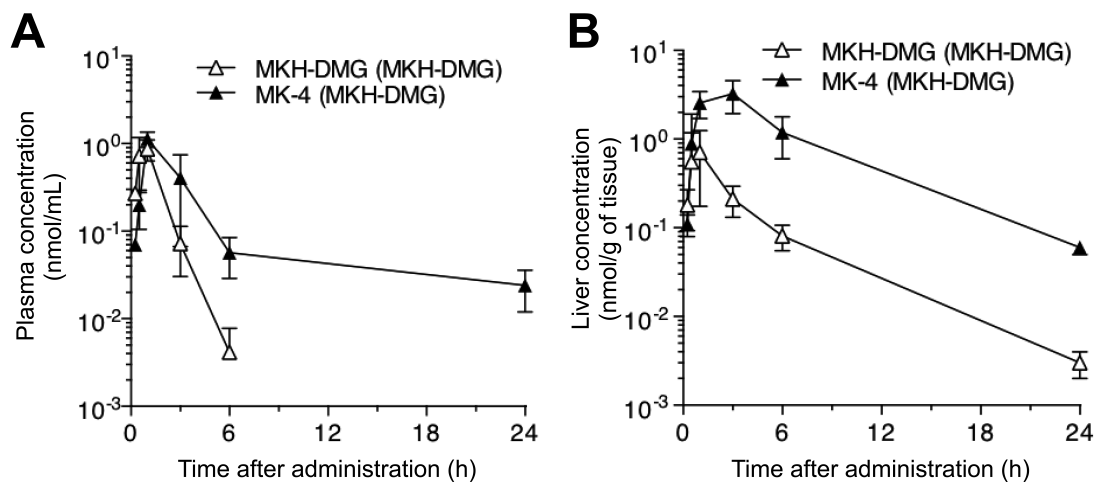 A
MKH-DMG (MKH-DMG)
MK-4 (MKH-DMG)
Plasma concentration
(nmol/mL)
10¹
10⁰
10⁻¹
10⁻²
10⁻³
0 6 12 18 24
Time after administration (h)
B
MKH-DMG (MKH-DMG)
MK-4 (MKH-DMG)
Liver concentration
(nmol/g of tissue)
10¹
10⁰
10⁻¹
10⁻²
10⁻³
0 6 12 18 24
Time after administration (h)